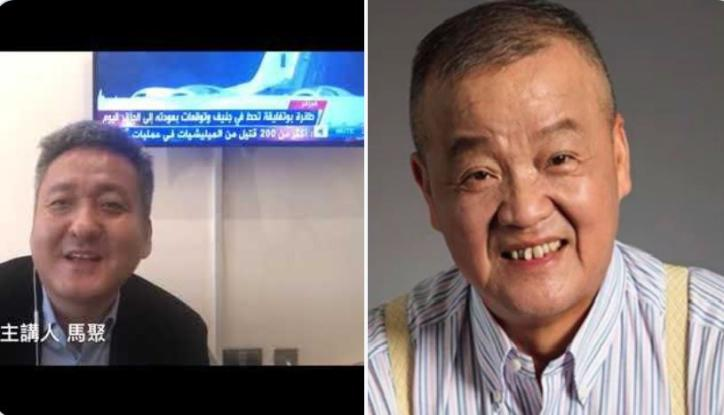 طائرة بوتفليقة تحط في جنيف وتوقعات بعودته إلى الجزائر اليوم
أكثر من 200 قتيل من الميليشيات في عمليات
MUTE
主講人 馬聚